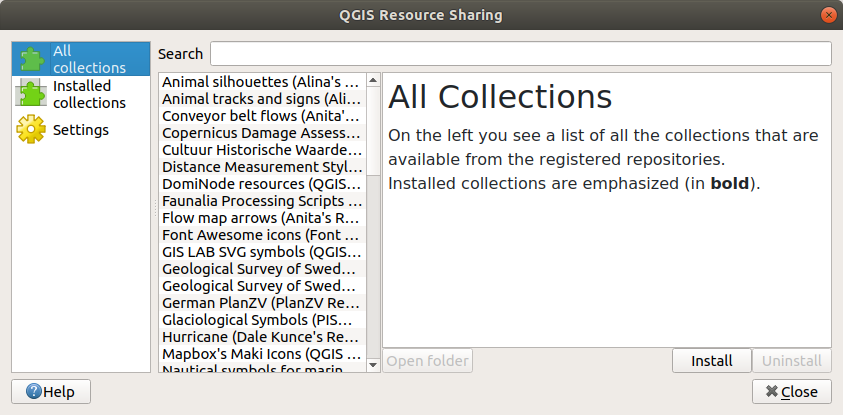 QGIS Resource Sharing
All
collections
Installed
collections
Settings
Search
Animal silhouettes (Alina's ...
Animal tracks and signs (Ali...
Conveyor belt flows (Anita'...
Copernicus Damage Assess...
Cultuur Historische Waarde...
Distance Measurement Styl...
DomiNode resources (QGIS...
Faunalia Processing Scripts ...
Flow map arrows (Anita's R...
Font Awesome icons (Font ...
GIS LAB SVG symbols (QGIS...
Geological Survey of Swed...
Geological Survey of Swed...
German PlanZV (PlanZV Re...
Glaciological Symbols (PIS...
Hurricane (Dale Kunce's Re...
Mapbox's Maki Icons (QGIS ...
Nautical symbols for marin...
All Collections
On the left you see a list of all the collections that are
available from the registered repositories.
Installed collections are emphasized (in bold).
Open folder
Install
Uninstall
Help
Close